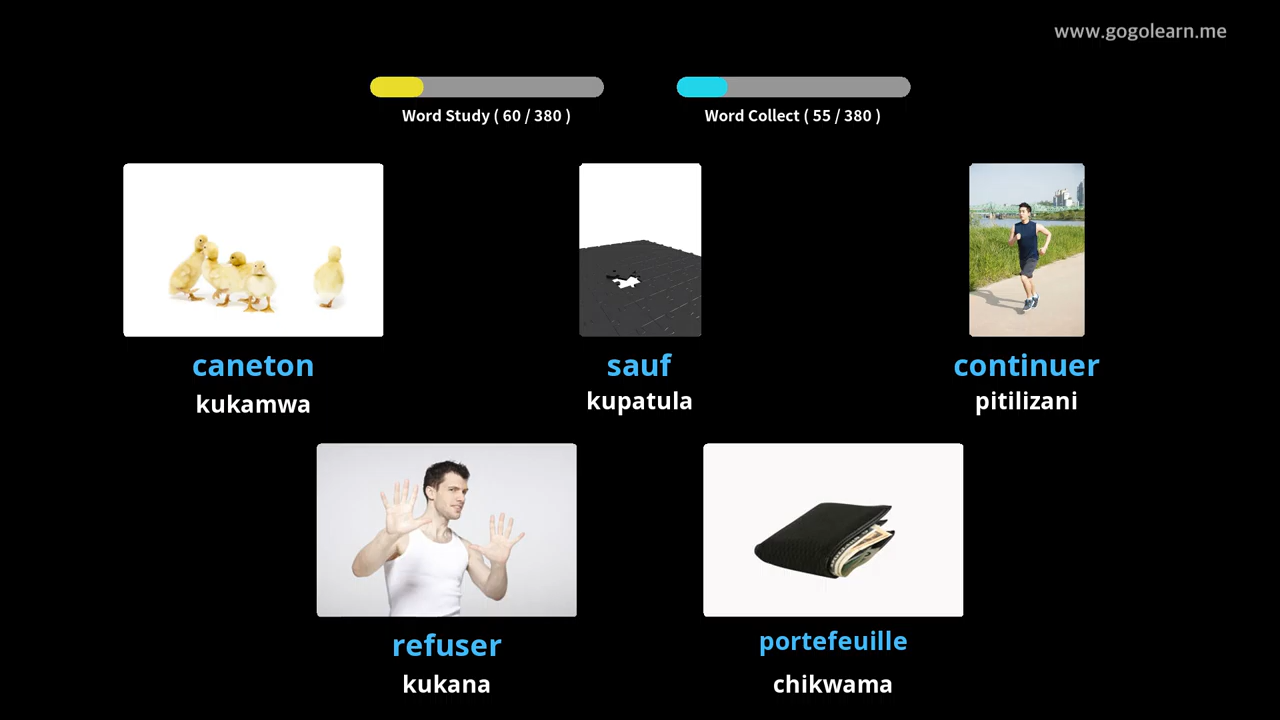 www.gogolearn.me
Word Study ( 60 / 380 )
Word Collect ( 55 / 380 )
caneton
kukamwa
sauf
kupatula
continuer
pitilizani
refuser
kukana
portefeuille
chikwama